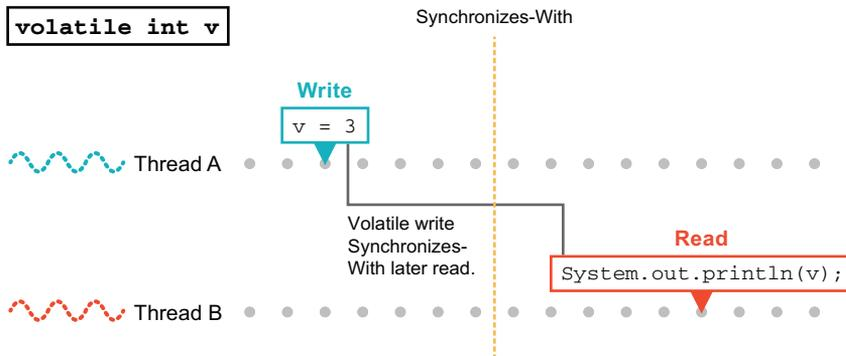 Synchronizes-With
volatile int v
Write
v = 3
Thread A
Volatile write
Synchronizes-
With later read.
Read
System.out.println(v);
Thread B